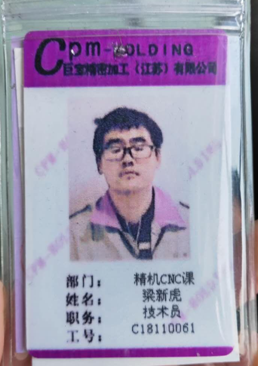 Cpm-HOLDING
巨宝精密加工（江苏）有限公司
部门： 精机CNC课
姓名： 梁新虎
职务： 技术员
工号： C18110061